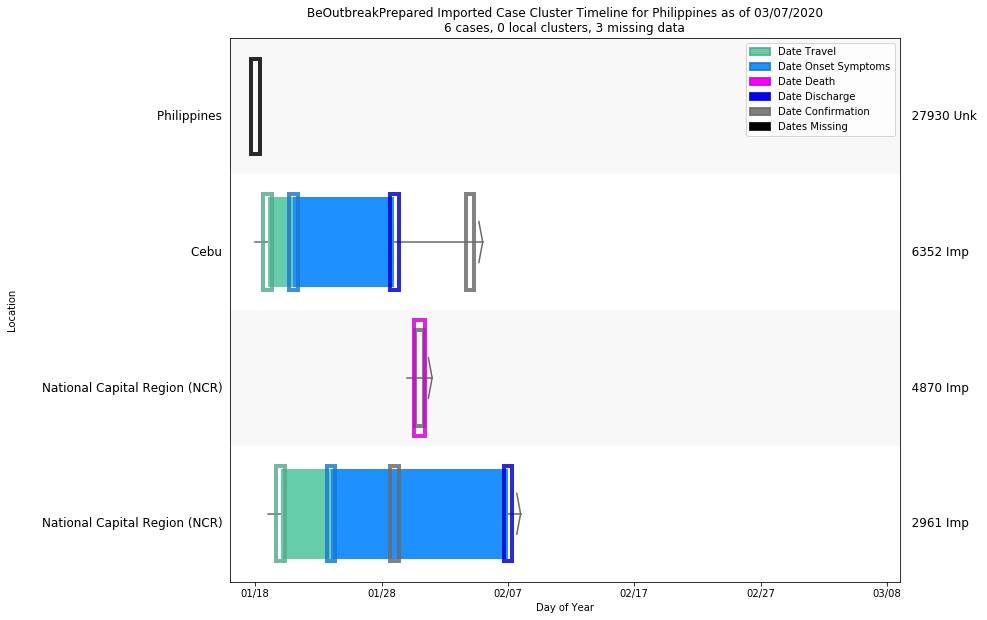 BeOutbreakPrepared Imported Case Cluster Timeline for Philippines as of 03/07/2020
6 cases, 0 local clusters, 3 missing data
Date Travel
Date Onset Symptoms
Date Death
Date Discharge
Date Confirmation
Dates Missing
Philippines
27930 Unk
Cebu
6352 Imp
Location
National Capital Region (NCR)
4870 Imp
National Capital Region (NCR)
2961 Imp
01/18
01/28
02/07
02/17
02/27
03/08
Day of Year